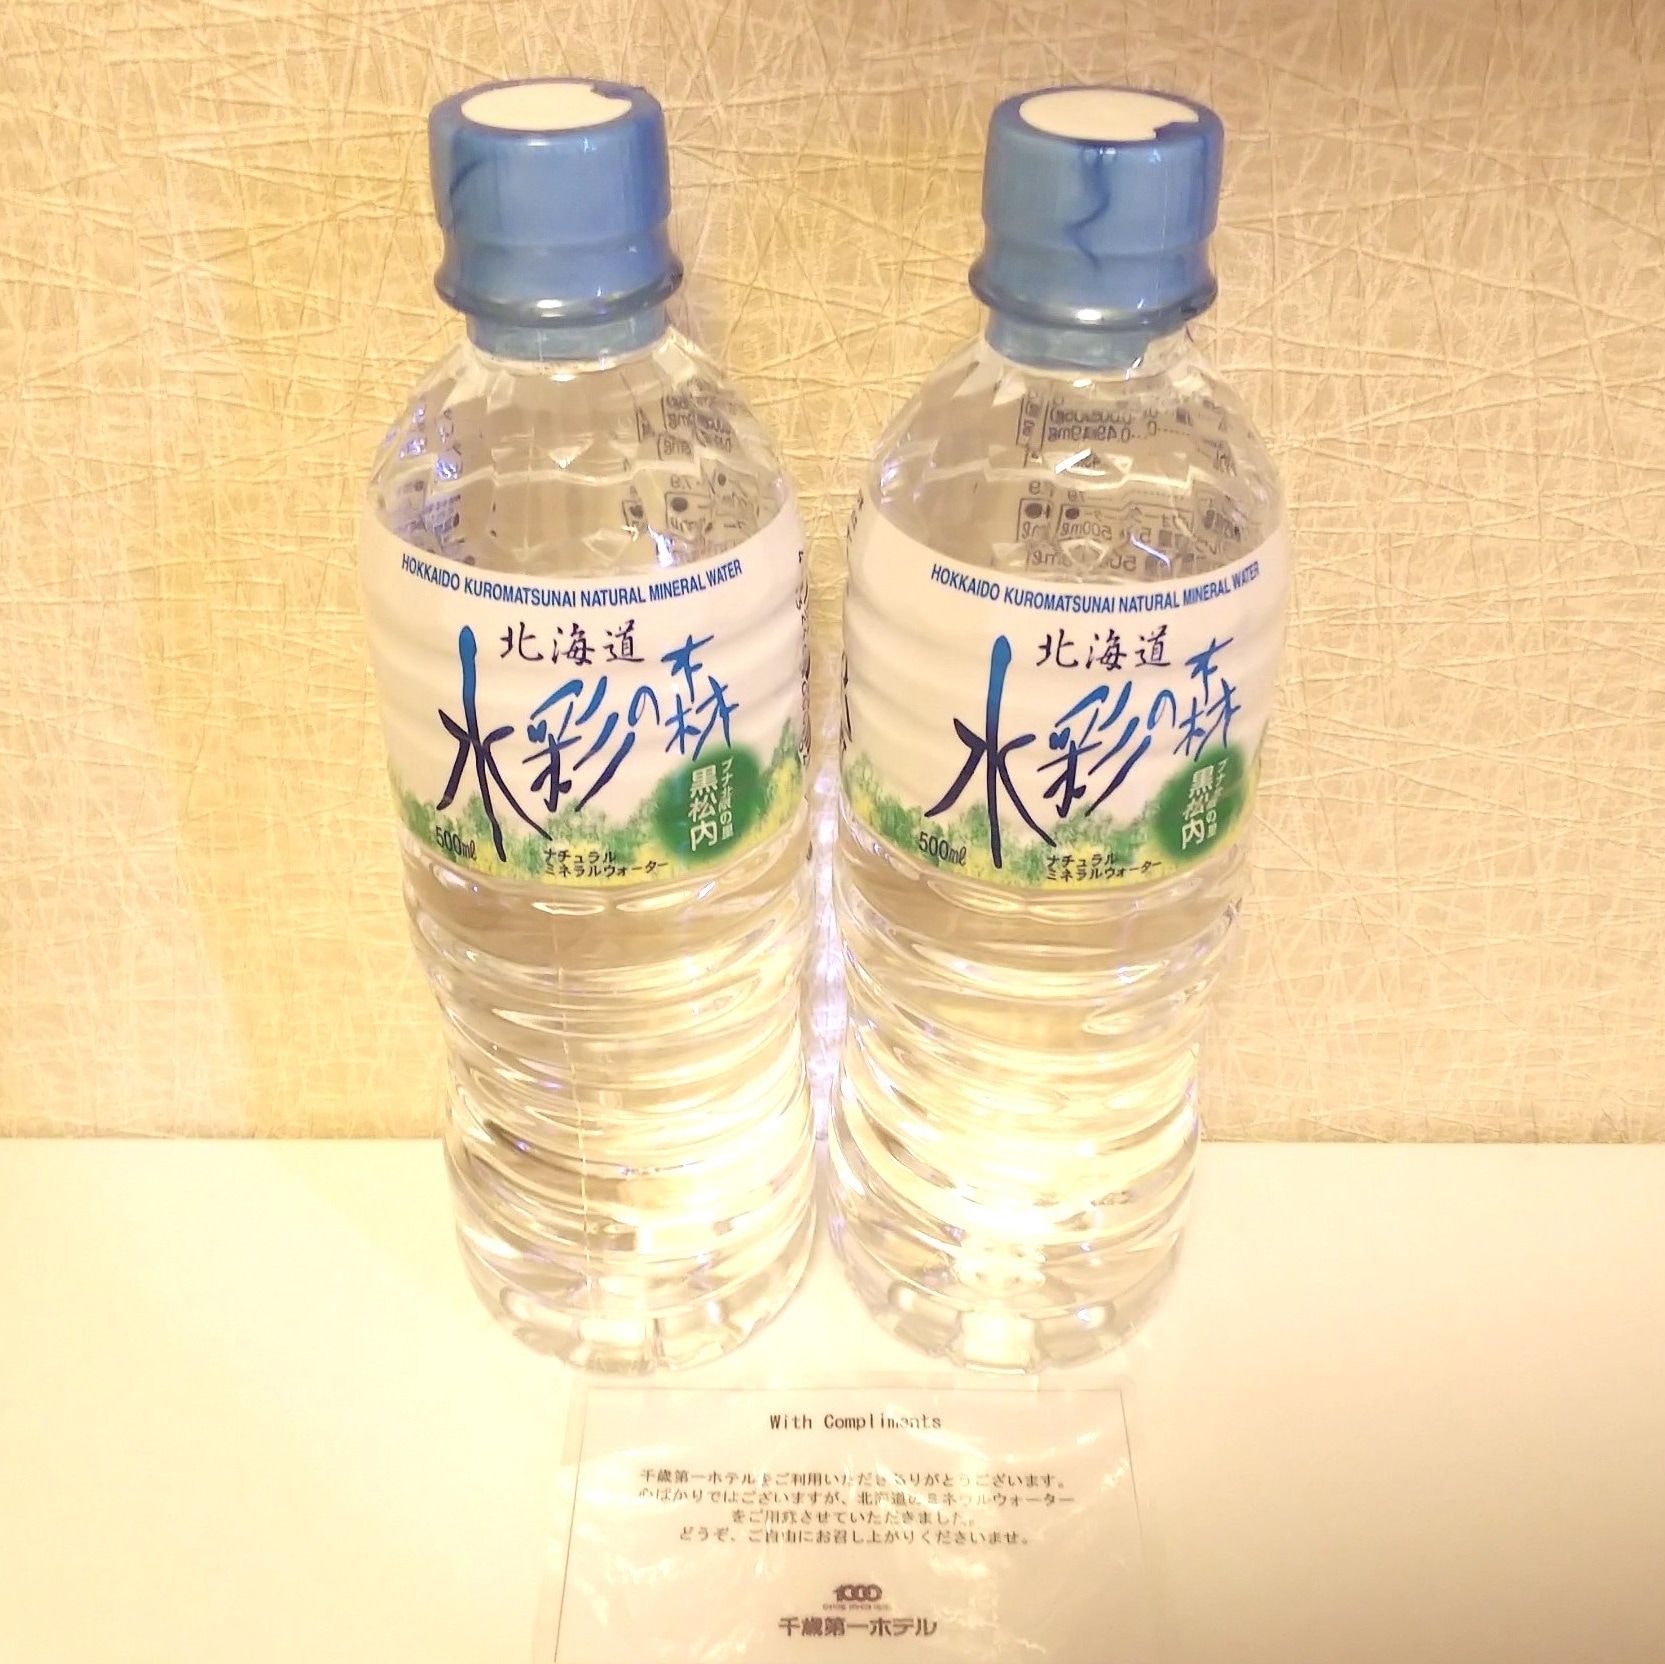 HOKKAIDO KUROMATSUNAI NATURAL MINERAL WATER
北海道
水彩の森
ブナ北限の里
黒松内
500mℓ
ナチュラル
ミネラルウォーター
HOKKAIDO KUROMATSUNAI NATURAL MINERAL WATER
北海道
水彩の森
ブナ北限の里
黒松内
500mℓ
ナチュラル
ミネラルウォーター
With Compliments
千歳第一ホテルをご利用いただきありがとうございます。
心ばかりではございますが、北海道のミネラルウォーター
をご用意させていただきました。
どうぞ、ご自由にお召し上がりくださいませ。
1000
千歳第一ホテル